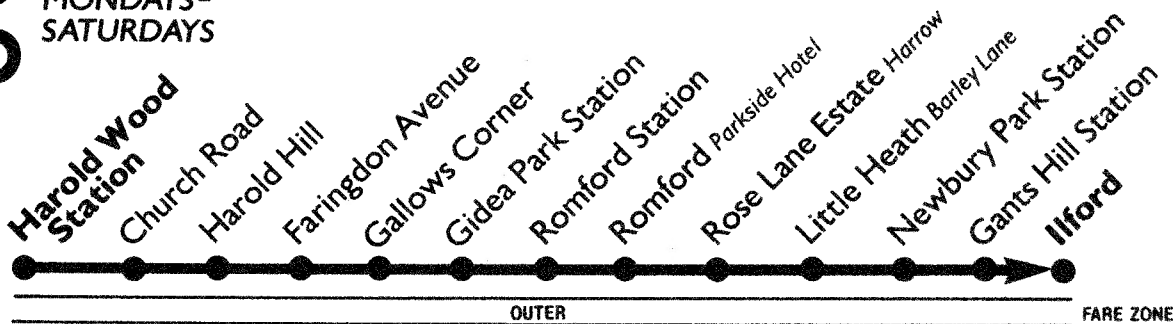 MONDAYS-
SATURDAYS
Harold Wood
Station
Church Road
Harold Hill
Faringdon Avenue
Gallows Corner
Gidea Park Station
Romford Station
Romford Parkside Hotel
Rose Lane Estate Harrow
Little Heath Barley Lane
Newbury Park Station
Gants Hill Station
Ilford
OUTER
FARE ZONE